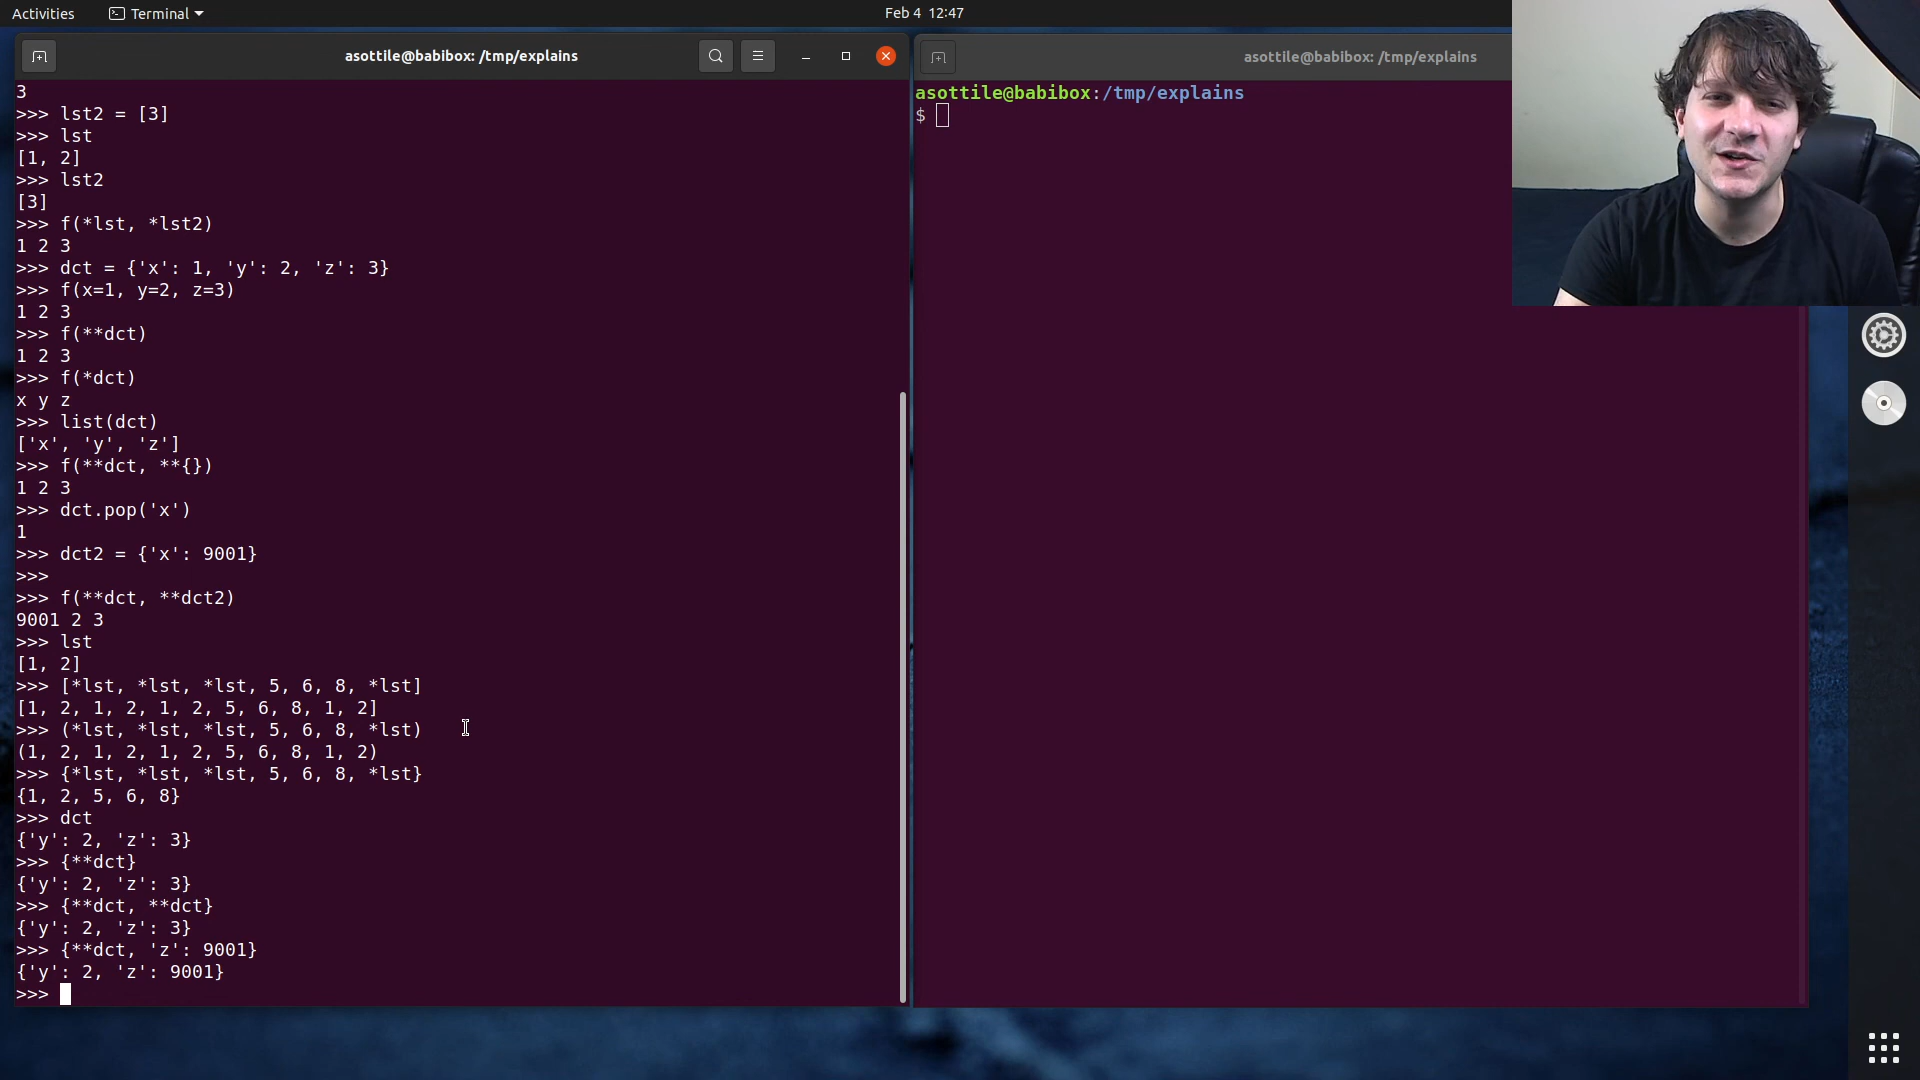 Activities
Terminal
Feb 4 12:47
asottile@babibox: /tmp/explains
3
>>> lst2 = [3]
>>> lst
[1, 2]
>>> lst2
[3]
>>> f(*lst, *lst2)
1 2 3
>>> dct = {'x': 1, 'y': 2, 'z': 3}
>>> f(x=1, y=2, z=3)
1 2 3
>>> f(**dct)
1 2 3
>>> f(*dct)
x y z
>>> list(dct)
['x', 'y', 'z']
>>> f(**dct, **{})
1 2 3
>>> dct.pop('x')
1
>>> dct2 = {'x': 9001}
>>>
>>> f(**dct, **dct2)
9001 2 3
>>> lst
[1, 2]
>>> [*lst, *lst, *lst, 5, 6, 8, *lst]
[1, 2, 1, 2, 1, 2, 5, 6, 8, 1, 2]
>>> (*lst, *lst, *lst, 5, 6, 8, *lst)
(1, 2, 1, 2, 1, 2, 5, 6, 8, 1, 2)
>>> {*lst, *lst, *lst, 5, 6, 8, *lst}
{1, 2, 5, 6, 8}
>>> dct
{'y': 2, 'z': 3}
>>> {**dct}
{'y': 2, 'z': 3}
>>> {**dct, **dct}
{'y': 2, 'z': 3}
>>> {**dct, 'z': 9001}
{'y': 2, 'z': 9001}
>>>
asottile@babibox: /tmp/explains
asottile@babibox:/tmp/explains
$